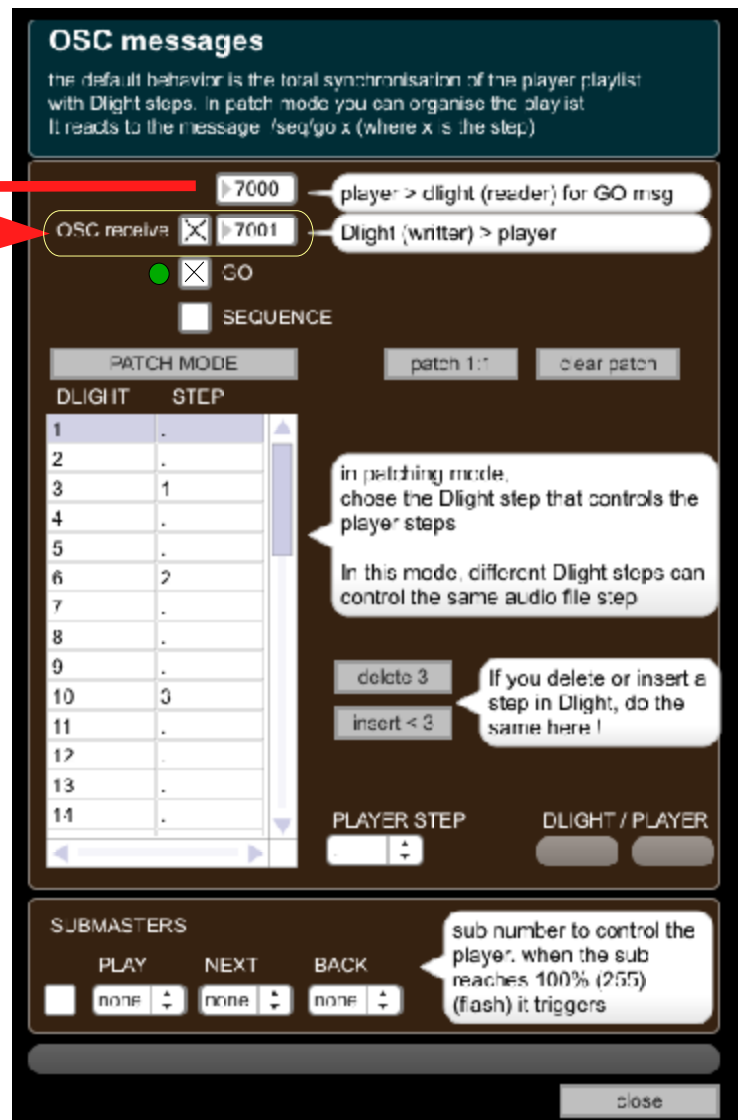 OSC messages
the default behavior is the total synchronisation of the player playlist
with Dlight steps. In patch mode you can organise the playlist
It reacts to the message /seq/go x (where x is the step)
7000
player > dlight (reader) for GO msg
OSC receive 7001
Dlight (writter) > player
GO
SEQUENCE
PATCH MODE
patch 1:1
clear patch
DLIGHT STEP
1 .
2 .
3 1
4 .
5 .
6 2
7 .
8 .
9 .
10 3
11 .
12 .
13 .
14 .
in patching mode,
chose the Dlight step that controls the
player steps
In this mode, different Dlight steps can
control the same audio file step
delete 3
insert < 3
If you delete or insert a
step in Dlight, do the
same here !
PLAYER STEP
DLIGHT / PLAYER
SUBMASTERS
PLAY NEXT BACK
none none none
sub number to control the
player. when the sub
reaches 100% (255)
(flash) it triggers
close